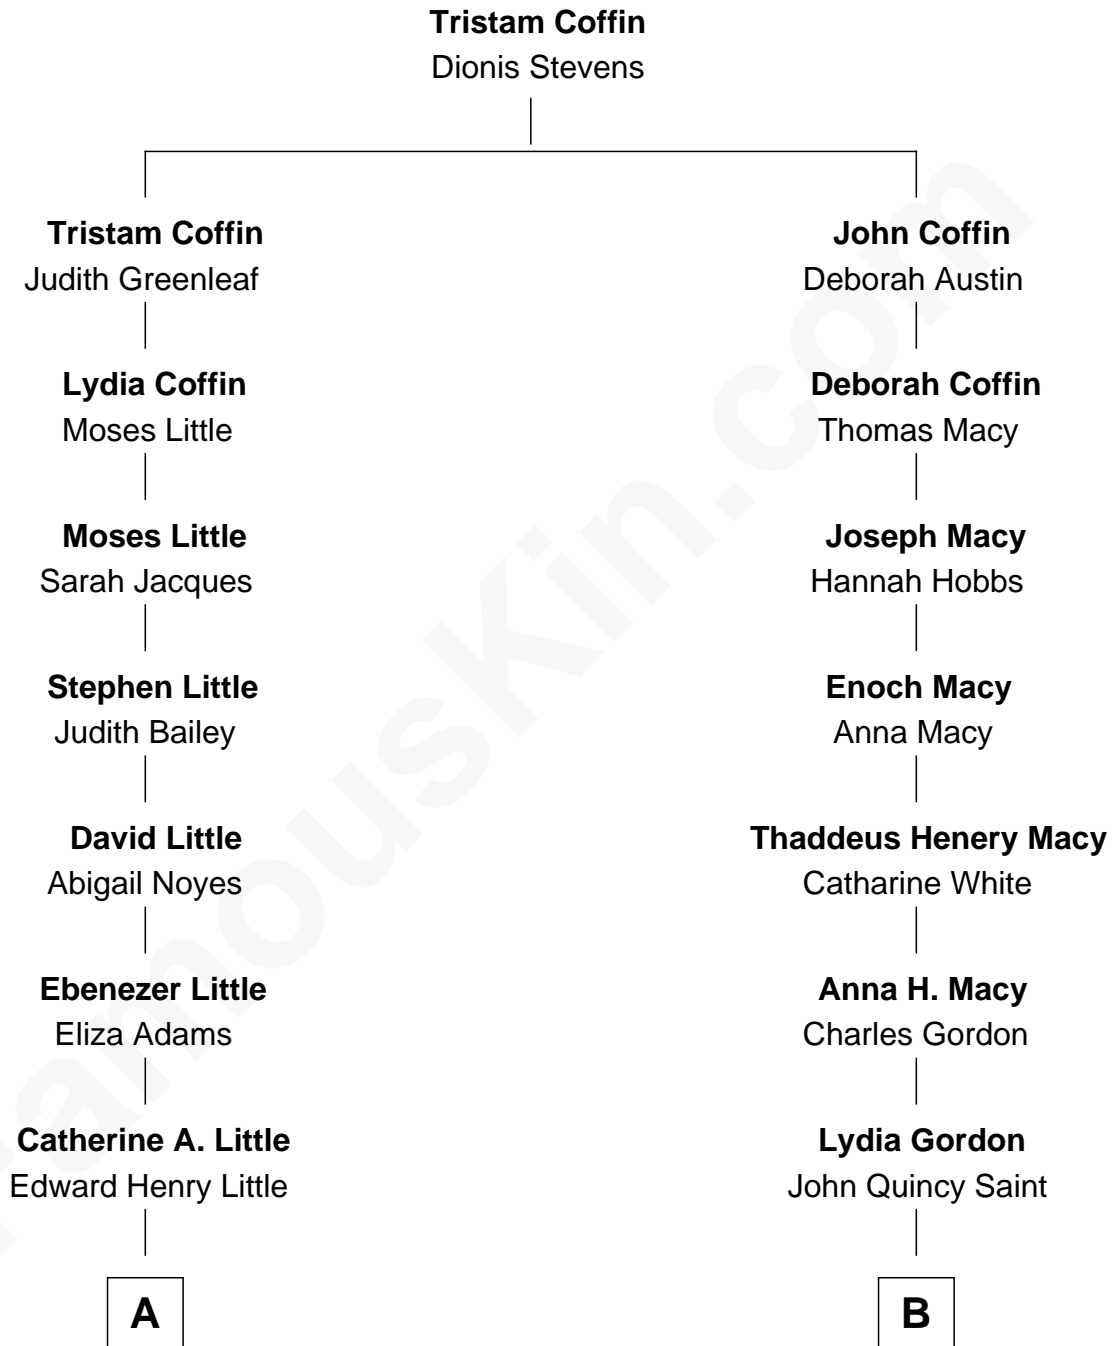 Tristam Coffin
Dionis Stevens
Tristam Coffin
Judith Greenleaf
Lydia Coffin
Moses Little
Moses Little
Sarah Jacques
Stephen Little
Judith Bailey
David Little
Abigail Noyes
Ebenezer Little
Eliza Adams
Catherine A. Little
Edward Henry Little
A
John Coffin
Deborah Austin
Deborah Coffin
Thomas Macy
Joseph Macy
Hannah Hobbs
Enoch Macy
Anna Macy
Thaddeus Henery Macy
Catharine White
Anna H. Macy
Charles Gordon
Lydia Gordon
John Quincy Saint
B
FamousKin.com